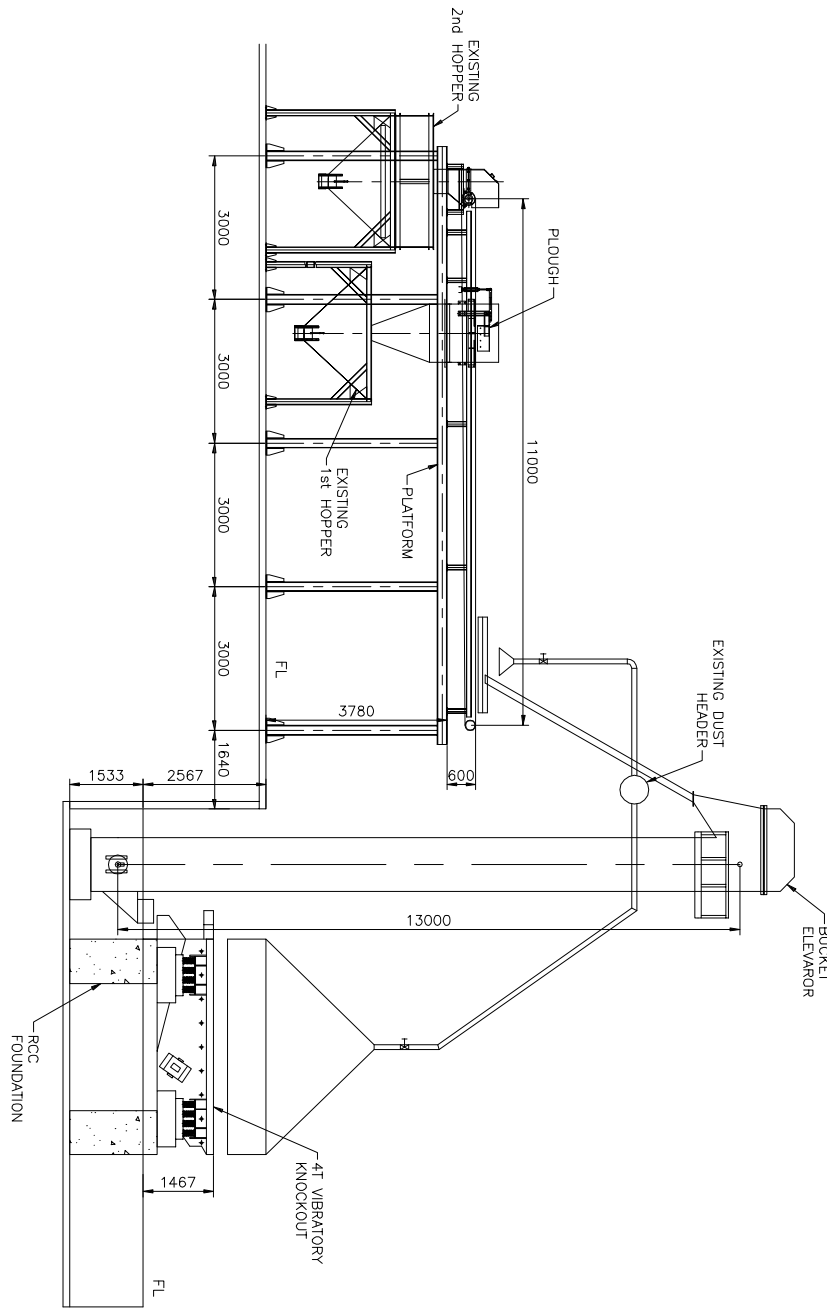 EXISTING
2nd HOPPER
PLOUGH
EXISTING
1st HOPPER
PLATFORM
EXISTING DUST
HEADER
BUCKET
ELEVAROR
RCC
FOUNDATION
4T VIBRATORY
KNOCKOUT
FL
FL
3000
3000
3000
3000
1640
11000
3780
600
2567
1533
13000
1467